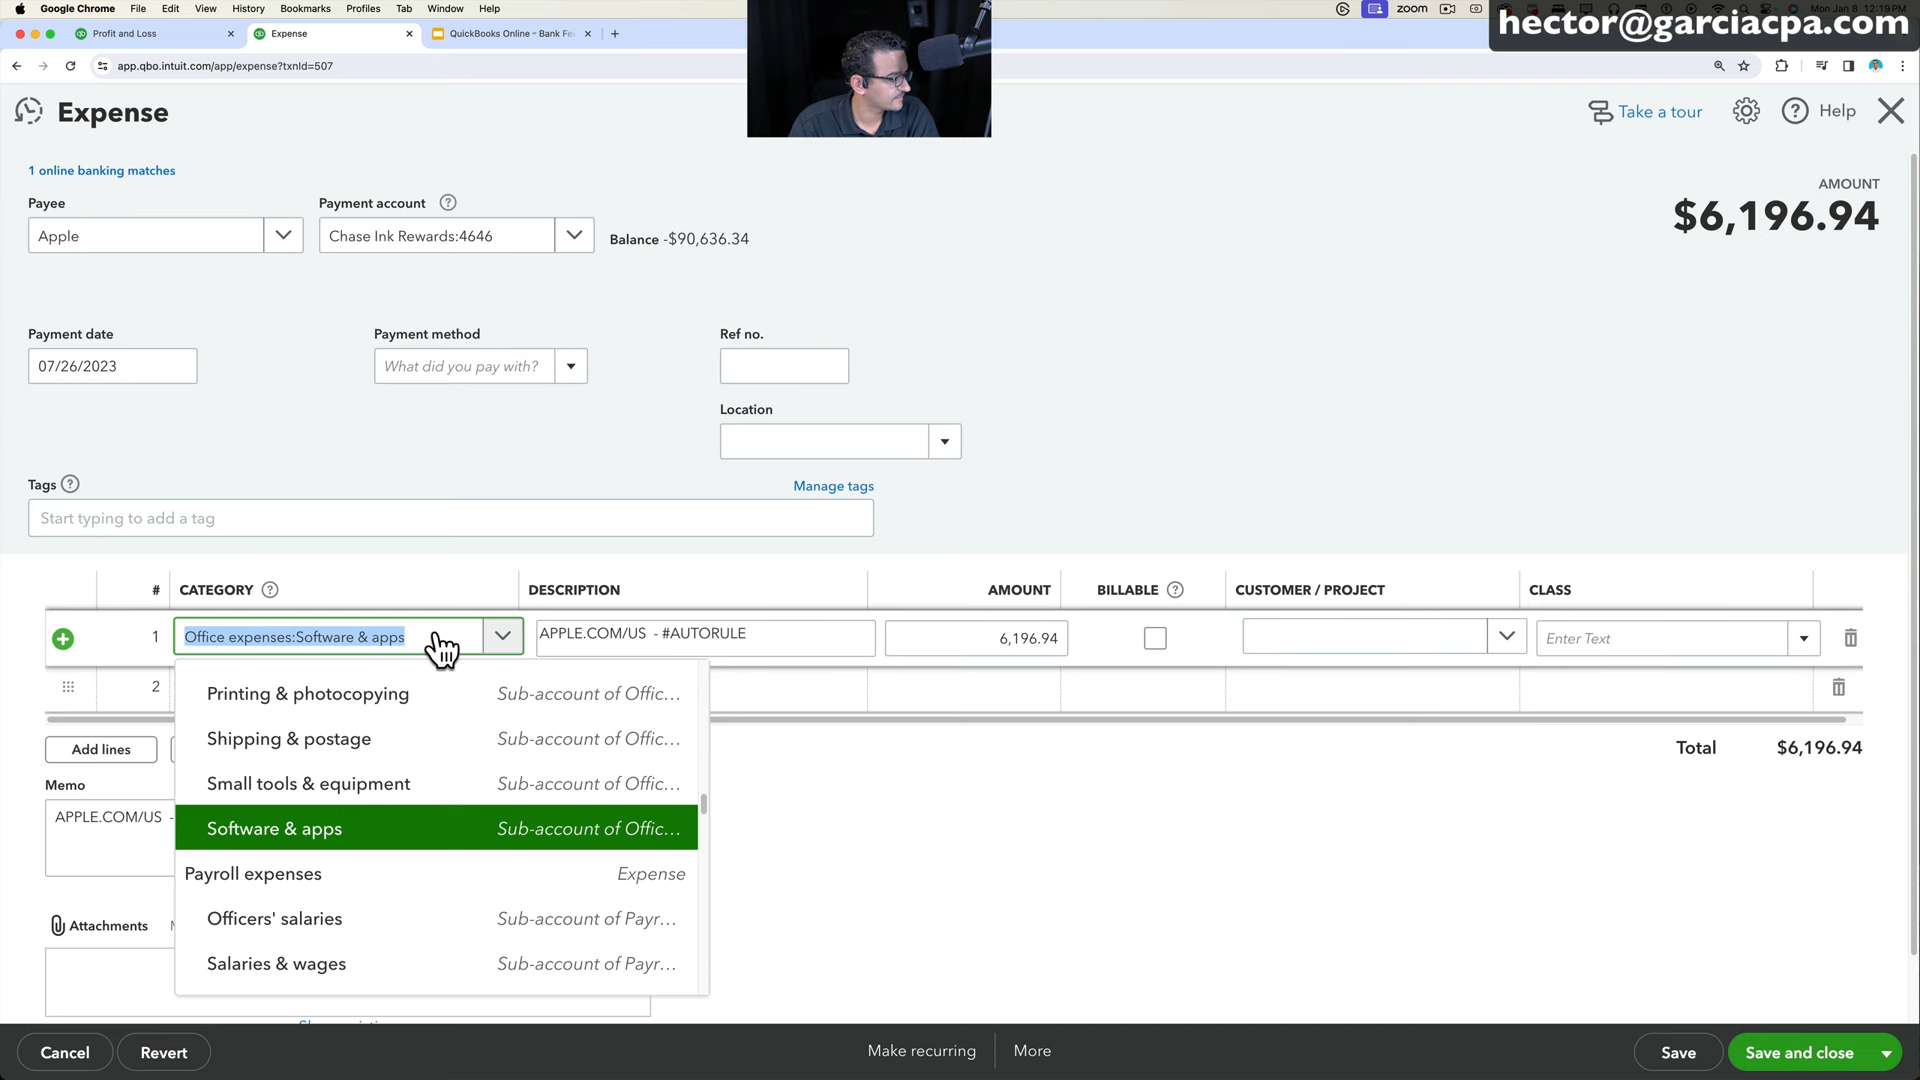 Google Chrome File Edit View History Bookmarks Profiles Tab Window Help
zoom
Mon Jan 8 12:19 PM
hector@garciacpa.com
Profit and Loss
Expense
QuickBooks Online - Bank Fe
app.qbo.intuit.com/app/expense?txnId=507
Expense
Take a tour
Help
1 online banking matches
AMOUNT
$6,196.94
Payee
Payment account
Apple
Chase Ink Rewards:4646
Balance -$90,636.34
Payment date
Payment method
Ref no.
07/26/2023
What did you pay with?
Location
Tags
Manage tags
Start typing to add a tag
# CATEGORY DESCRIPTION AMOUNT BILLABLE CUSTOMER / PROJECT CLASS
1 Office expenses:Software & apps APPLE.COM/US - #AUTORULE 6,196.94 Enter Text
2
Printing & photocopying Sub-account of Offic...
Shipping & postage Sub-account of Offic...
Small tools & equipment Sub-account of Offic...
Software & apps Sub-account of Offic...
Payroll expenses Expense
Officers' salaries Sub-account of Payr...
Salaries & wages Sub-account of Payr...
Add lines
Total $6,196.94
Memo
APPLE.COM/US -
Attachments
Cancel
Revert
Make recurring
More
Save
Save and close